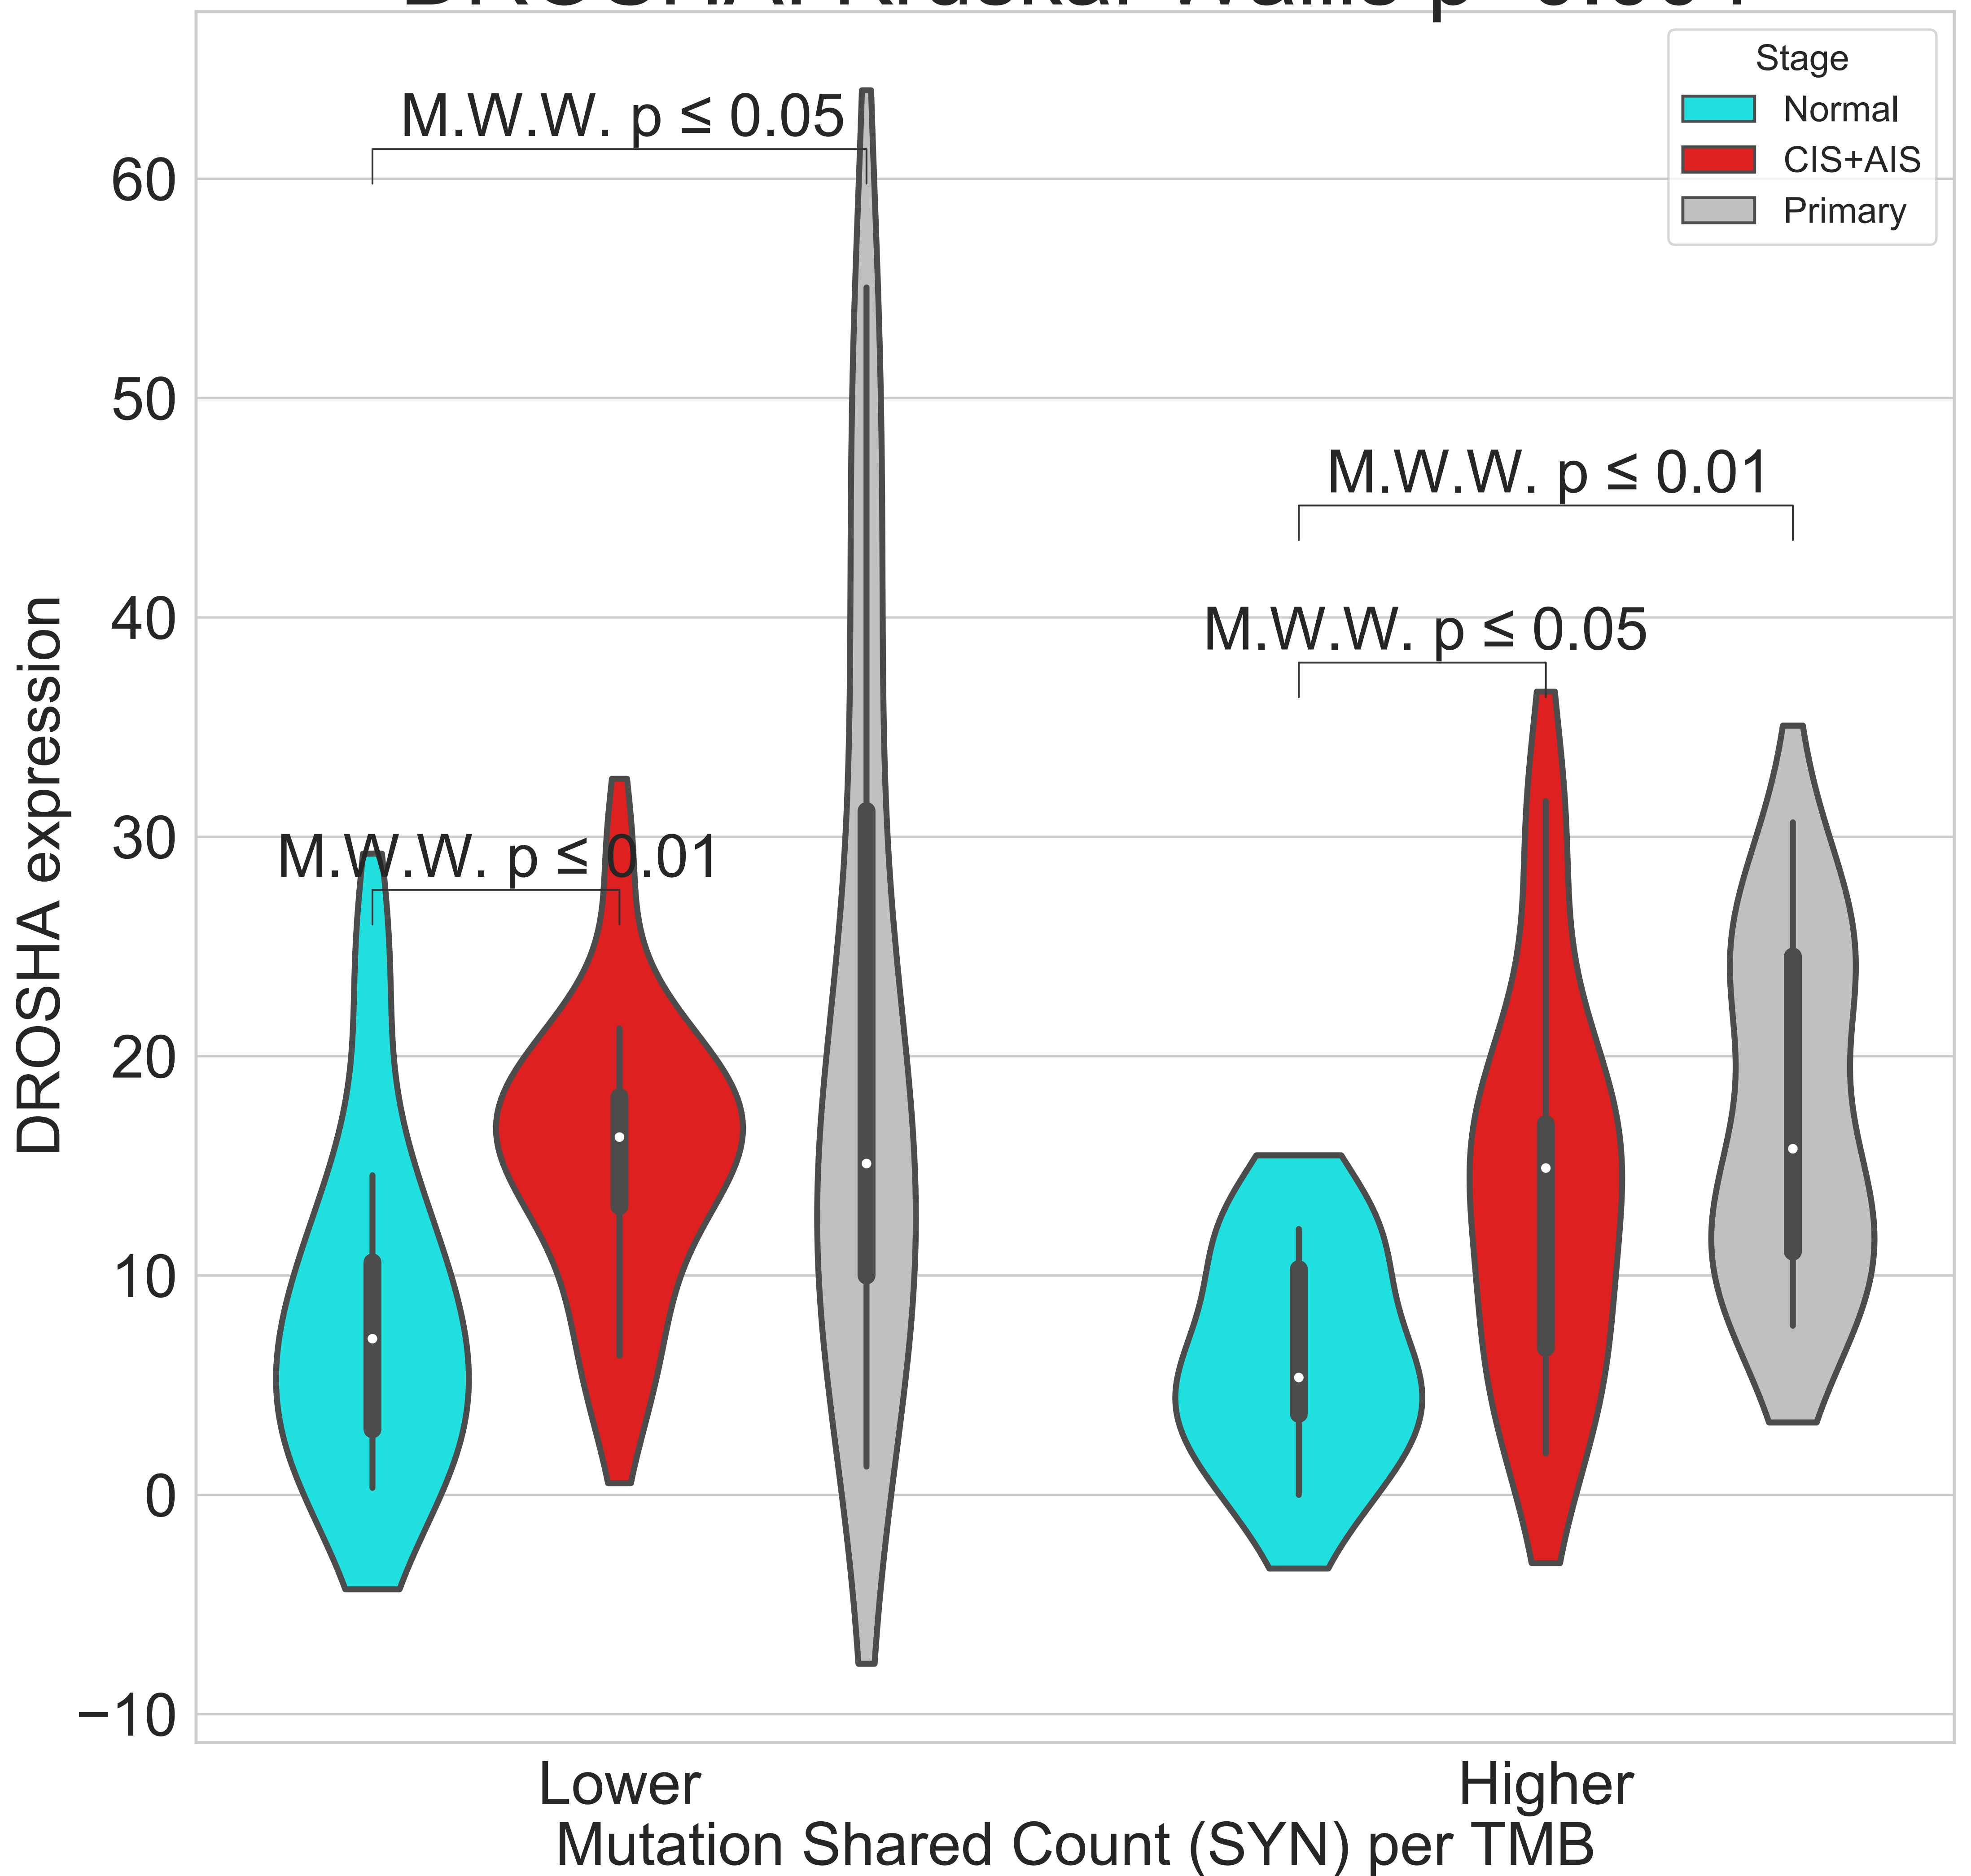 Stage
Normal
CIS+AIS
Primary
M.W.W. p ≤ 0.05
M.W.W. p ≤ 0.01
M.W.W. p ≤ 0.05
M.W.W. p ≤ 0.01
60
50
40
30
20
10
0
−10
DROSHA expression
Lower
Higher
Mutation Shared Count (SYN) per TMB